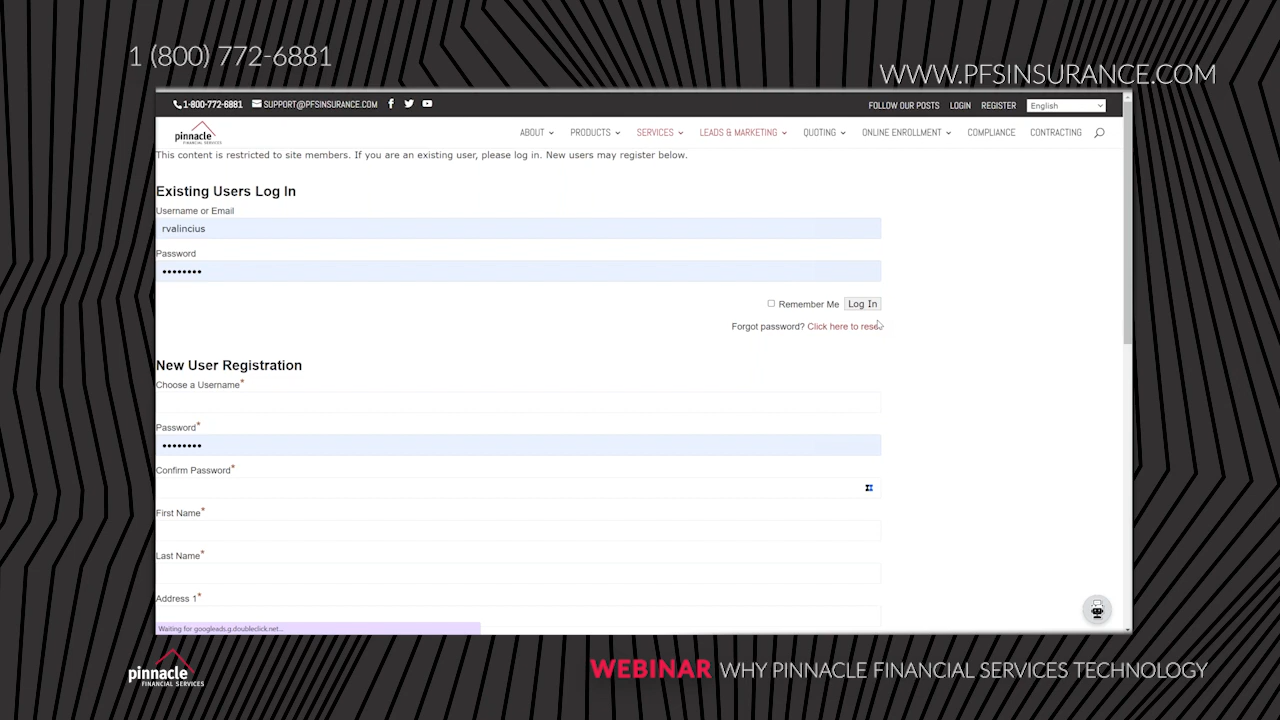 1 (800) 772-6881
WWW.PFSINSURANCE.COM
1-800-772-6881 SUPPORT@PFSINSURANCE.COM FOLLOW OUR POSTS LOGIN REGISTER English
pinnacle
FINANCIAL SERVICES
ABOUT PRODUCTS SERVICES LEADS & MARKETING QUOTING ONLINE ENROLLMENT COMPLIANCE CONTRACTING
This content is restricted to site members. If you are an existing user, please log in. New users may register below.
Existing Users Log In
Username or Email
rvalincius
Password
••••••••
Remember Me Log In
Forgot password? Click here to reset
New User Registration
Choose a Username*
Password*
••••••••
Confirm Password*
First Name*
Last Name*
Address 1*
Waiting for googleads.g.doubleclick.net...
pinnacle
FINANCIAL SERVICES
WEBINAR WHY PINNACLE FINANCIAL SERVICES TECHNOLOGY